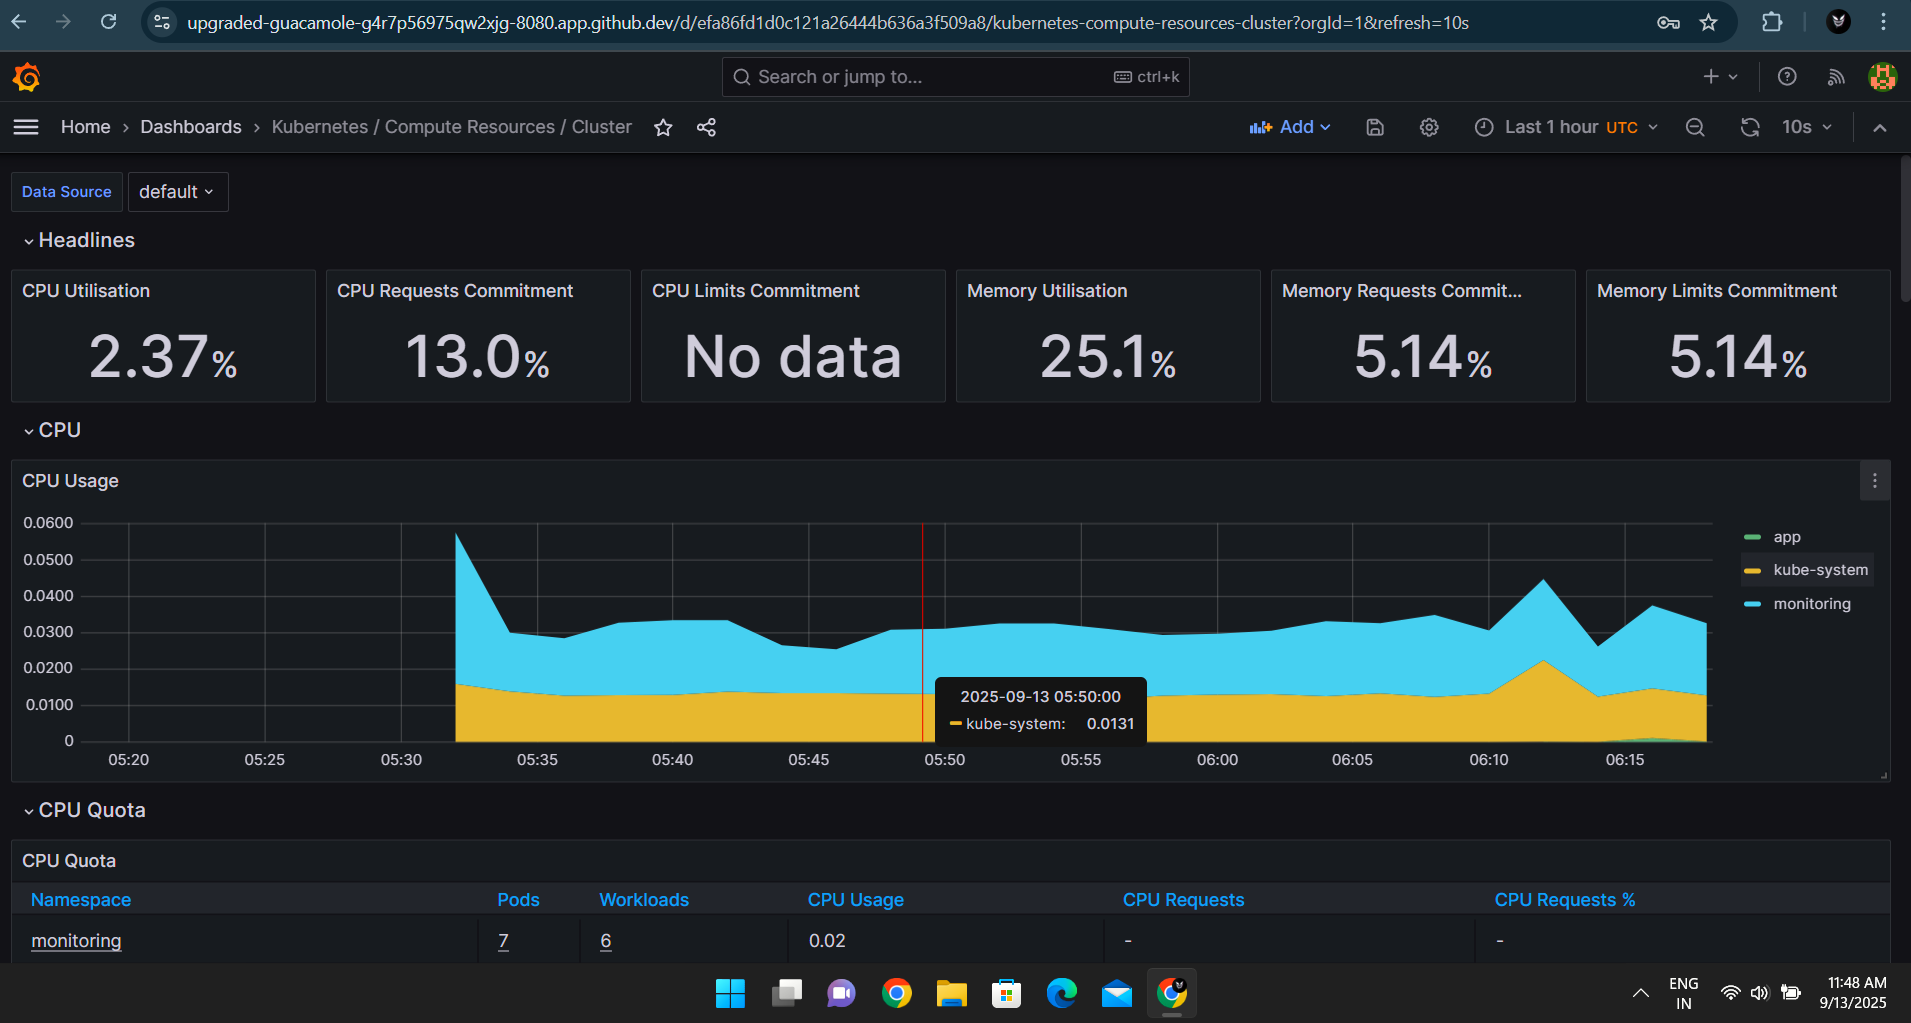 upgraded-guacamole-g4r7p56975qw2xjg-8080.app.github.dev/d/efa86fd1d0c121a26444b636a3f509a8/kubernetes-compute-resources-cluster?orgId=1&refresh=10s
Search or jump to... ctrl+k
Home › Dashboards › Kubernetes / Compute Resources / Cluster Add Last 1 hour UTC 10s
Data Source default
Headlines
CPU Utilisation CPU Requests Commitment CPU Limits Commitment Memory Utilisation Memory Requests Commit... Memory Limits Commitment
2.37% 13.0% No data 25.1% 5.14% 5.14%
CPU
CPU Usage
0.0600
0.0500
0.0400
0.0300
0.0200
0.0100
0
05:20 05:25 05:30 05:35 05:40 05:45 05:50 05:55 06:00 06:05 06:10 06:15
app
kube-system
monitoring
2025-09-13 05:50:00
kube-system: 0.0131
CPU Quota
CPU Quota
Namespace Pods Workloads CPU Usage CPU Requests CPU Requests %
monitoring 7 6 0.02 - -
ENG
IN
11:48 AM
9/13/2025